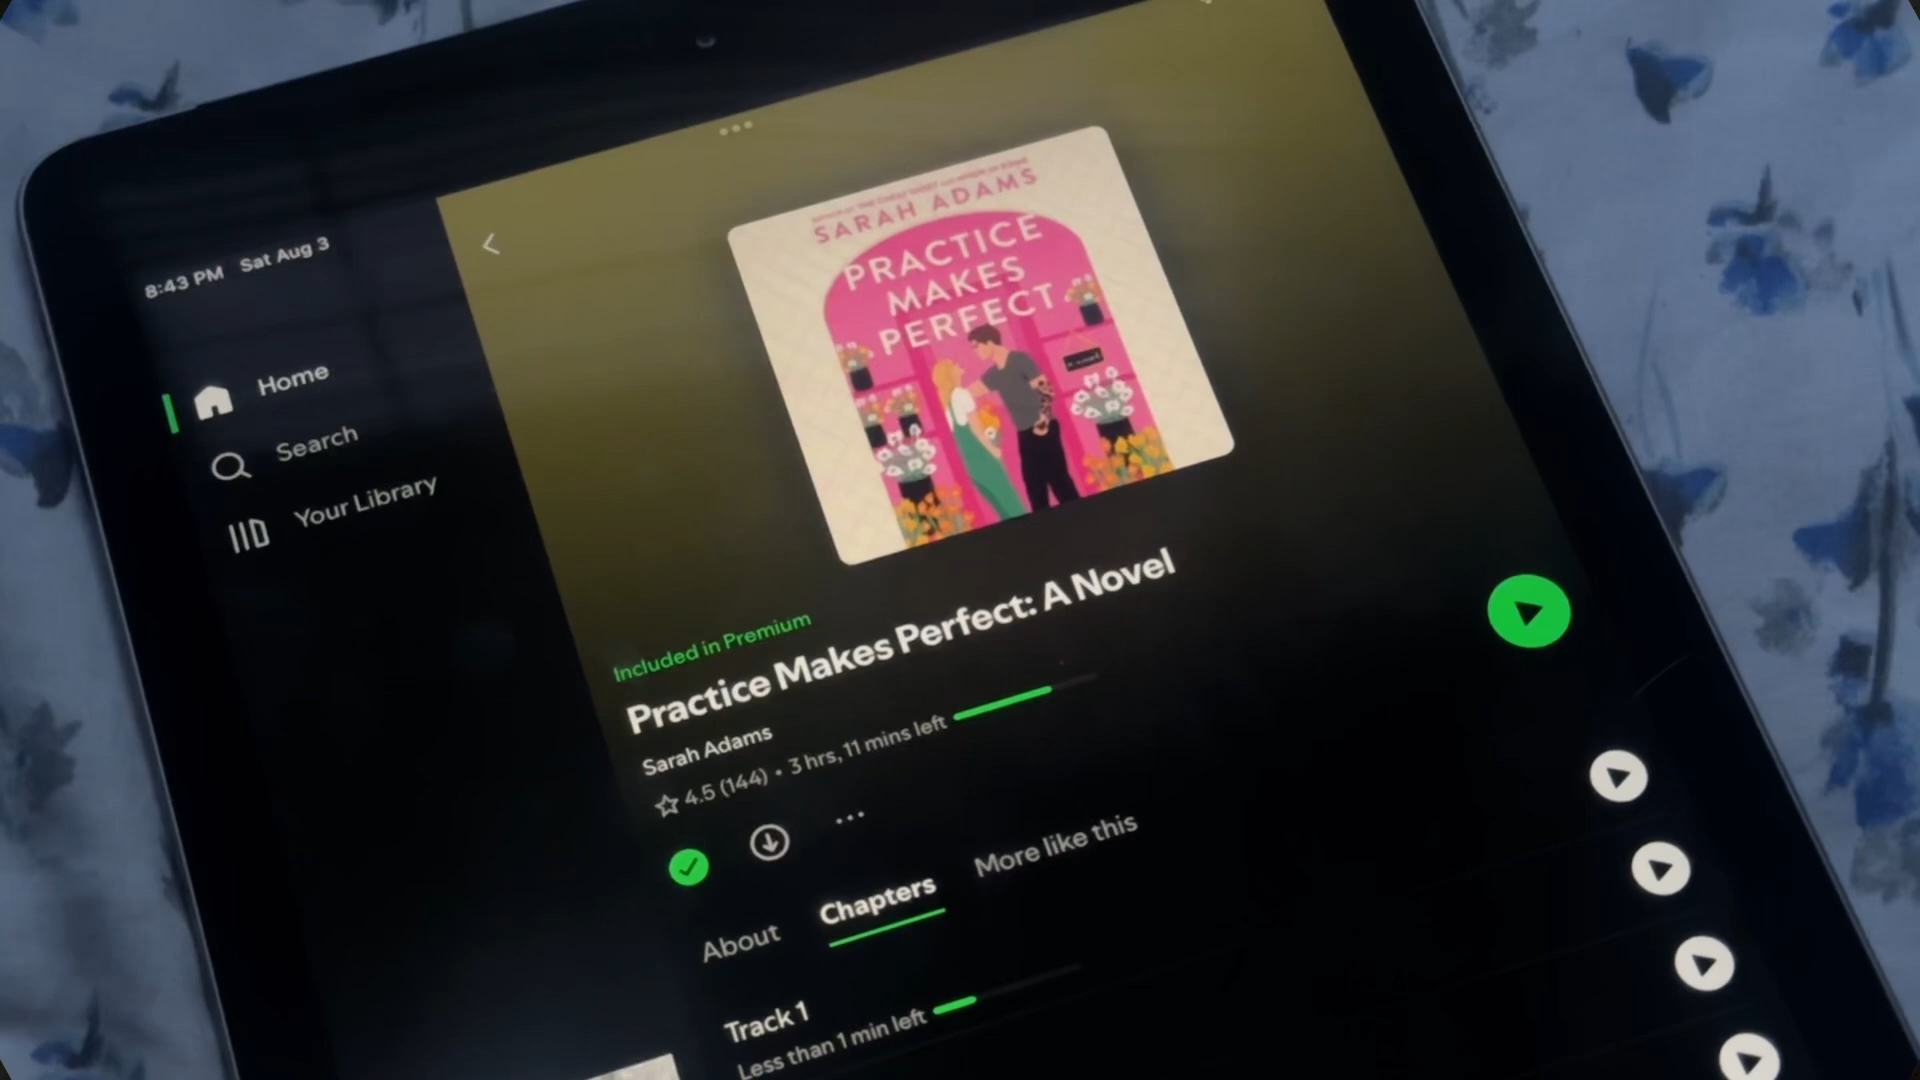 8:43 PM Sat Aug 3
Home
Search
Your Library
SARAH ADAMS
PRACTICE
MAKES
PERFECT
Included in Premium
Practice Makes Perfect: A Novel
Sarah Adams
4.5 (144) • 3 hrs, 11 mins left
About Chapters More like this
Track 1
Less than 1 min left